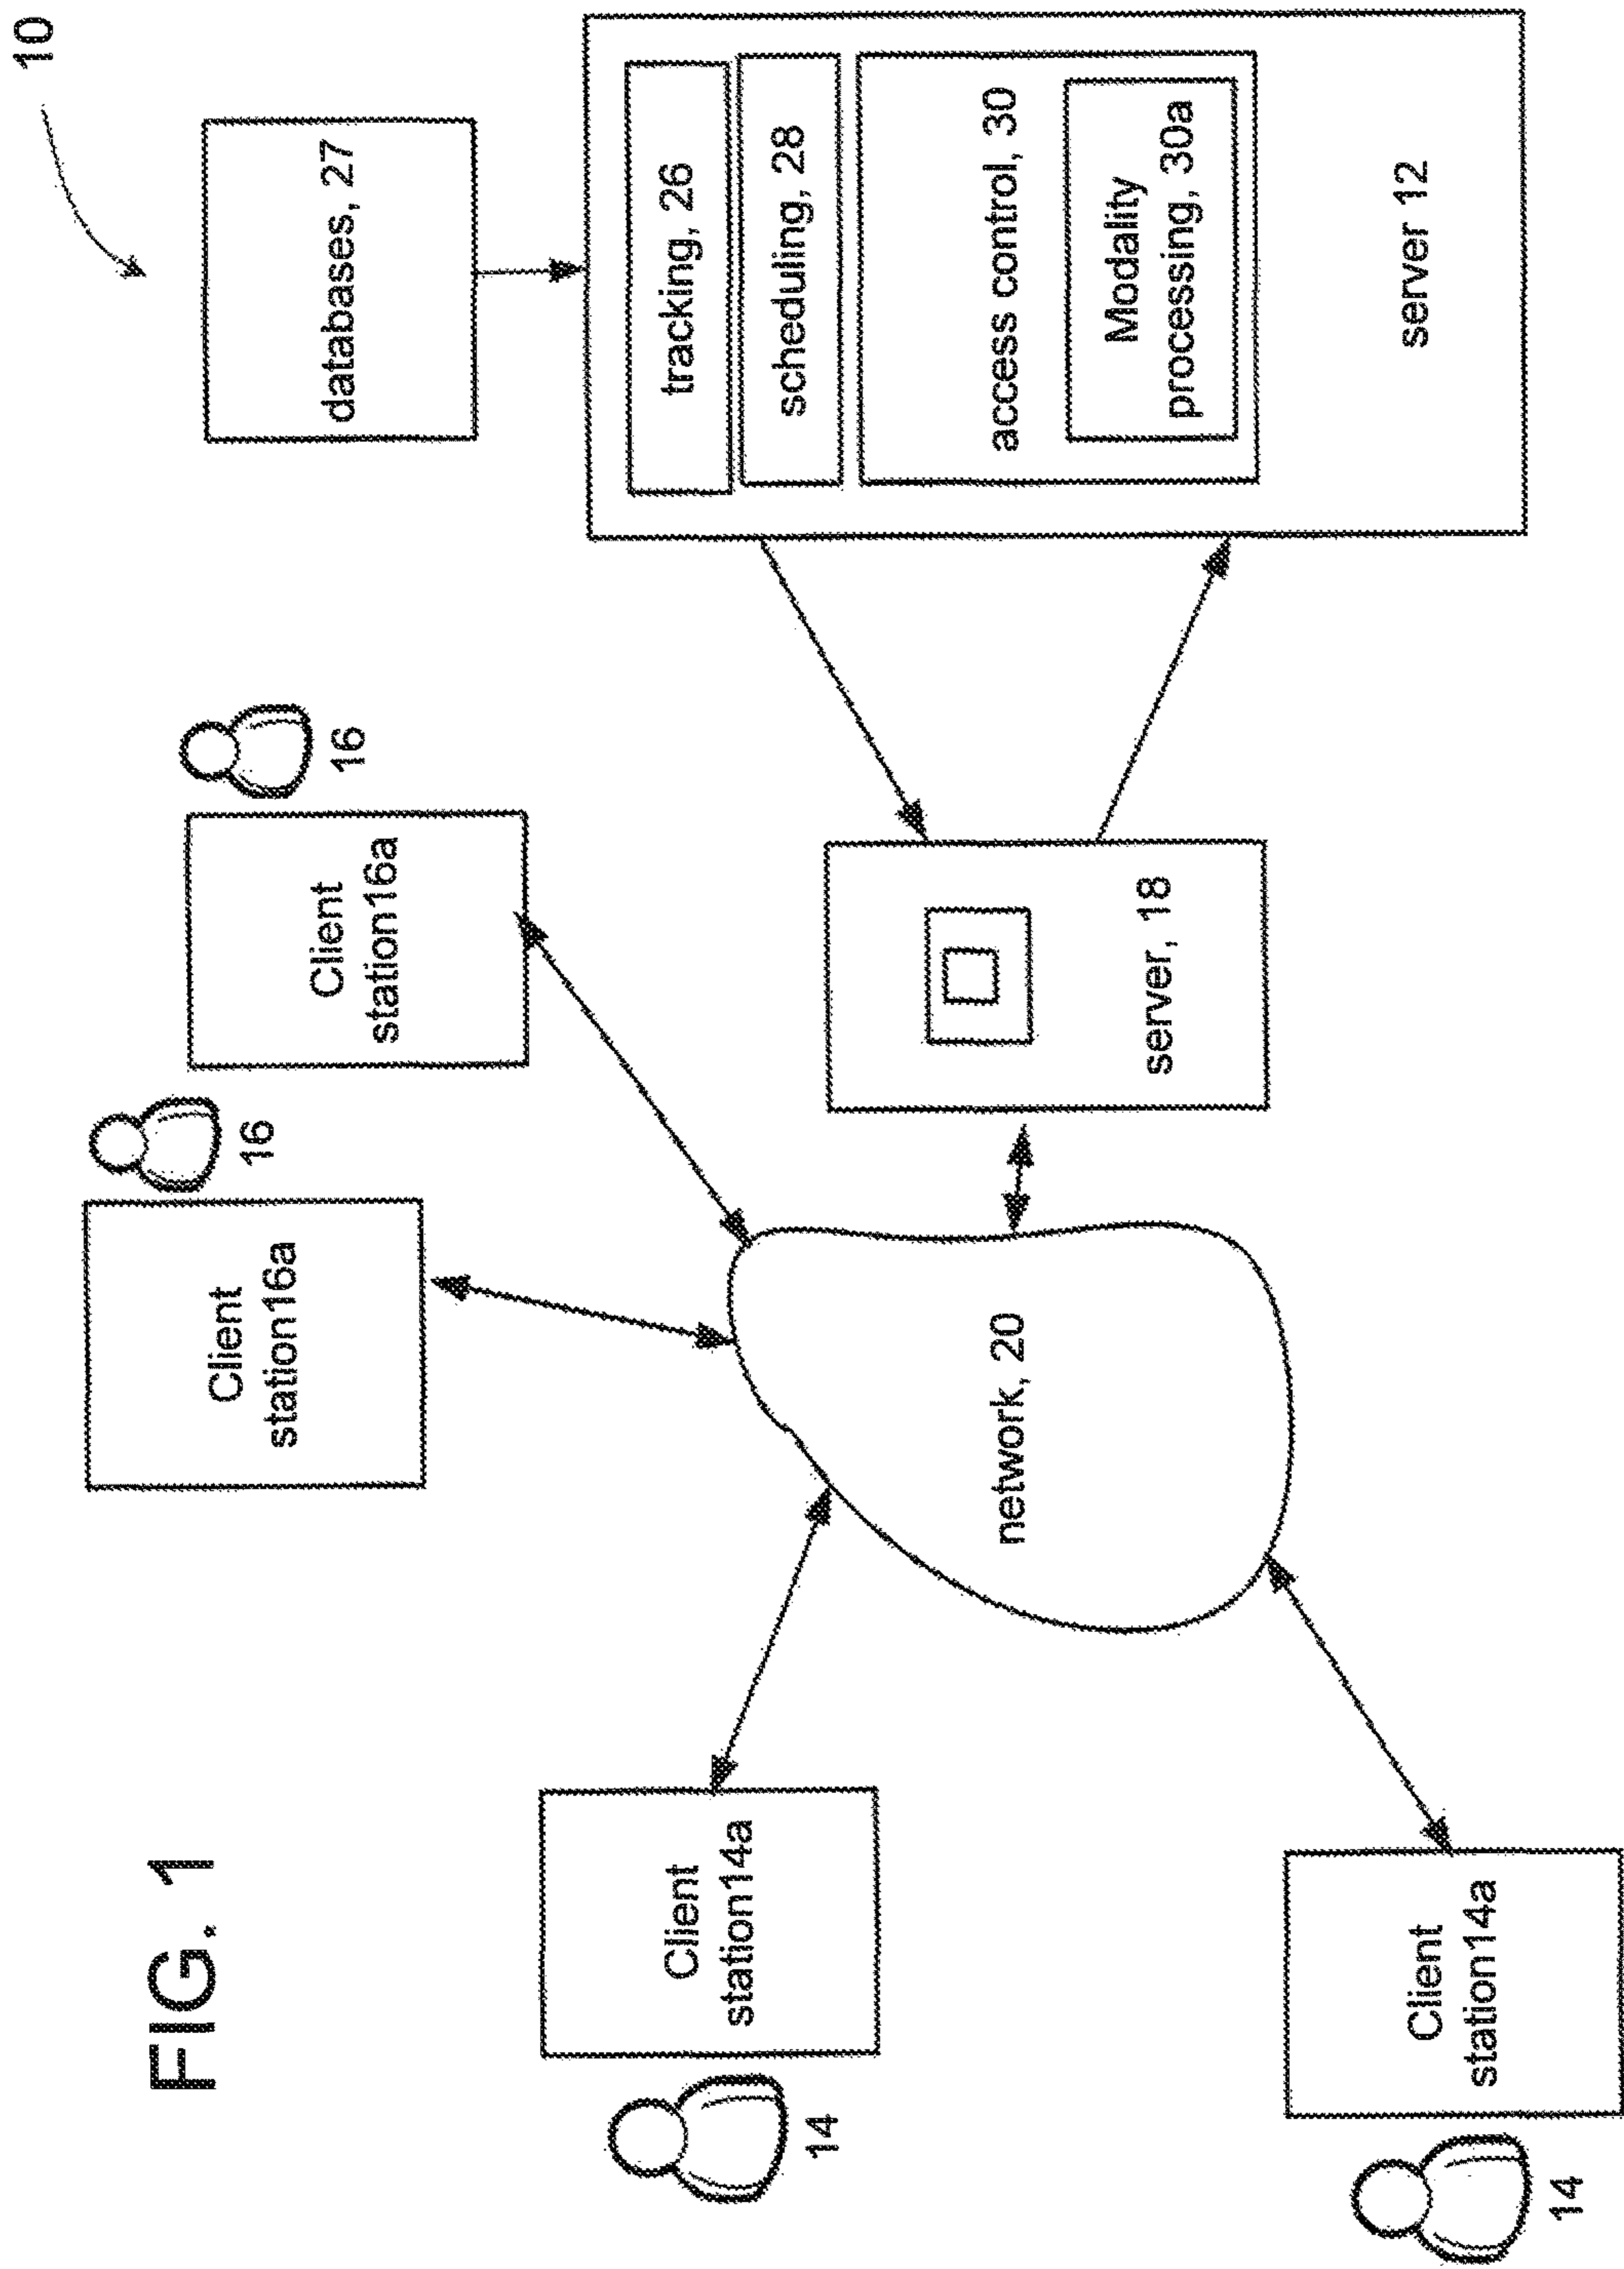 FIG. 1
10
Client
station16a
16
Client
station16a
16
databases, 27
Client
station14a
14
network, 20
server, 18
tracking, 26
scheduling, 28
access control, 30
Modality
processing, 30a
server 12
Client
station14a
14